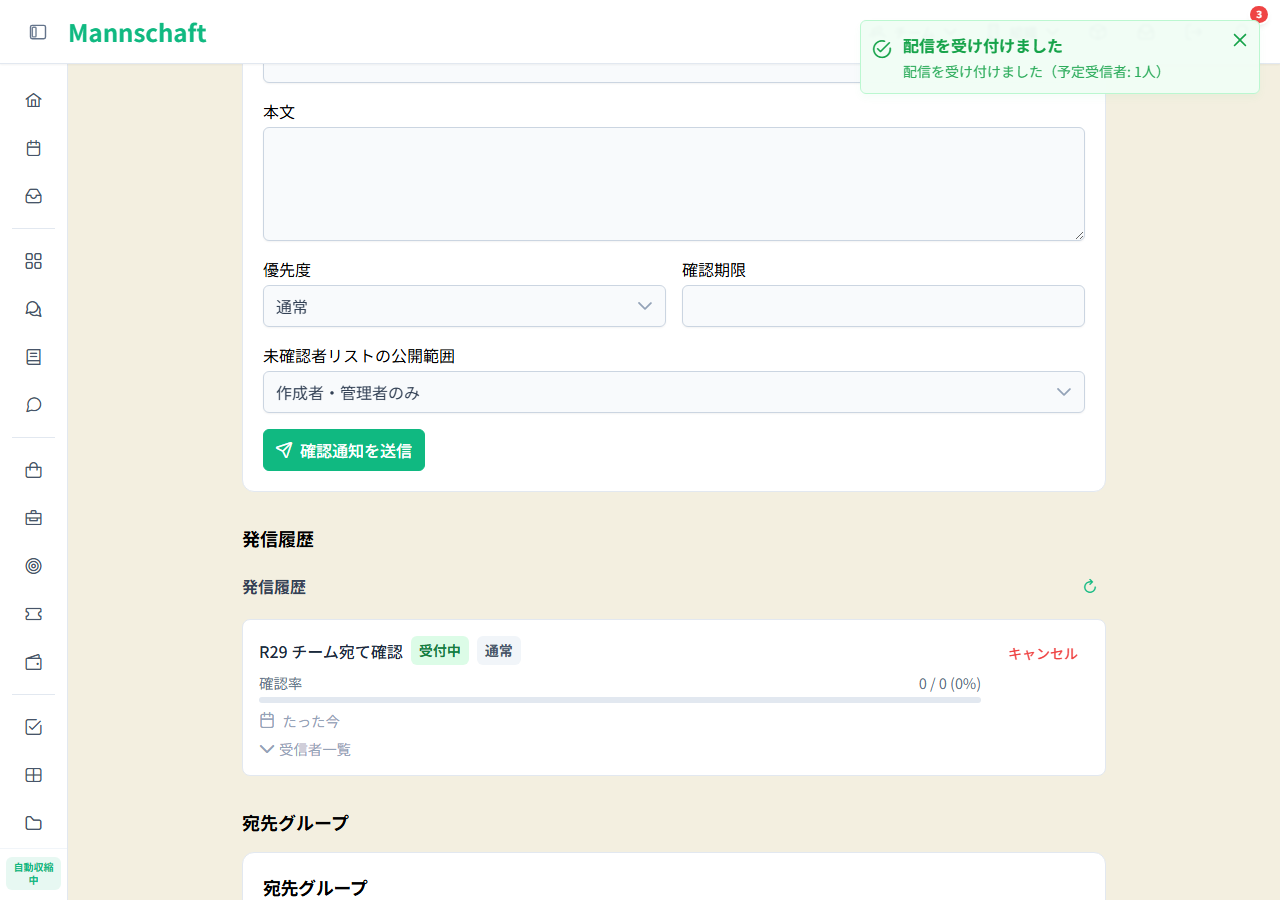 Mannschaft
3
配信を受け付けました
配信を受け付けました（予定受信者: 1人）
本文
優先度
確認期限
通常
未確認者リストの公開範囲
作成者・管理者のみ
確認通知を送信
発信履歴
発信履歴
R29 チーム宛て確認 受付中 通常
キャンセル
確認率
0 / 0 (0%)
たった今
受信者一覧
宛先グループ
宛先グループ
自動収縮
中